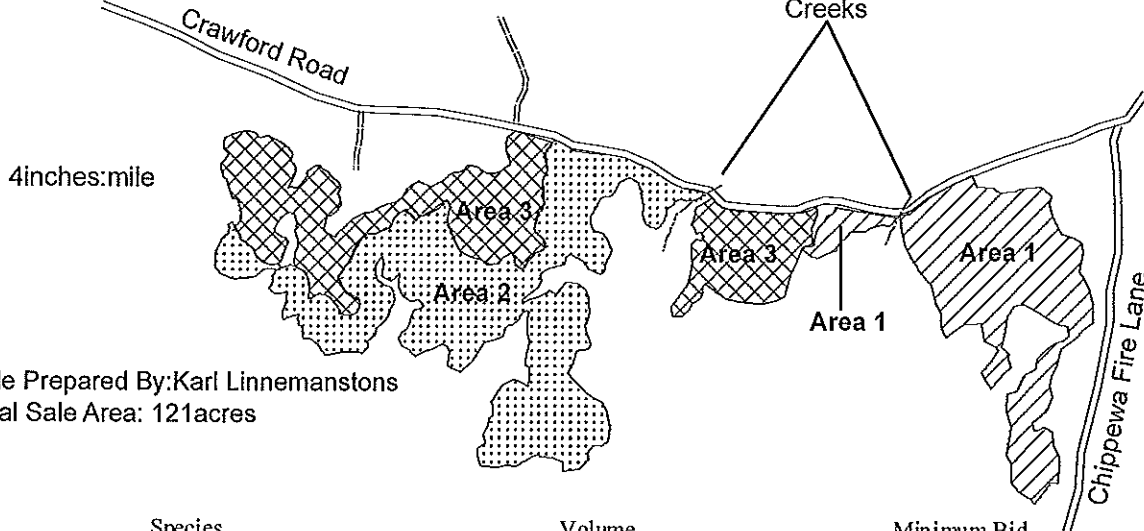 Creeks
Crawford Road
4inches:mile
Area 3
Area 3
Area 1
Area 2
Area 1
Chippewa Fire Lane
le Prepared By:Karl Linnemanstons
al Sale Area: 121acres
Species Volume Minimum Bid